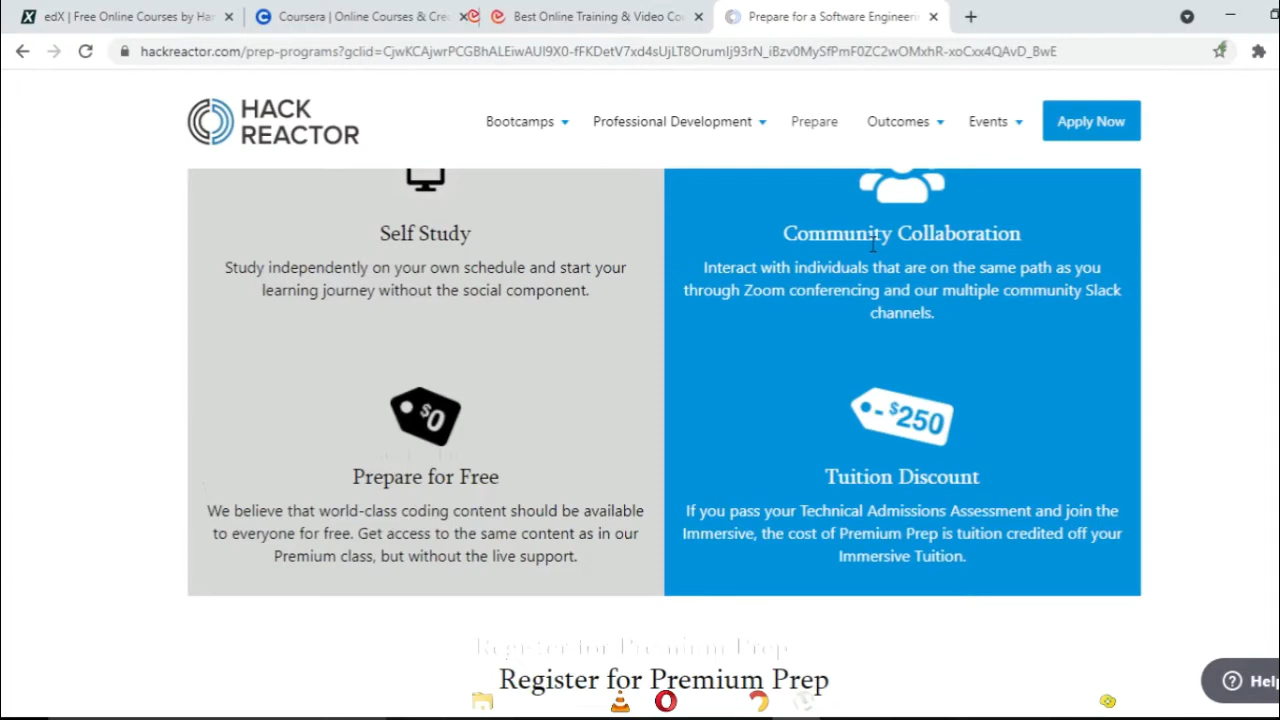 edX | Free Online Courses by Har
Coursera | Online Courses & Cre
Best Online Training & Video Co
Prepare for a Software Engineerin
hackreactor.com/prep-programs?gclid=CjwKCAjwrPCGBhALEiwAUl9X0-fFKDetV7xd4sUjLT8OrumIj93rN_iBzv0MySfPmF0ZC2wOMxhR-xoCxx4QAvD_BwE
HACK
REACTOR
Bootcamps
Professional Development
Prepare
Outcomes
Events
Apply Now
Self Study
Study independently on your own schedule and start your
learning journey without the social component.
Community Collaboration
Interact with individuals that are on the same path as you
through Zoom conferencing and our multiple community Slack
channels.
$0
Prepare for Free
We believe that world-class coding content should be available
to everyone for free. Get access to the same content as in our
Premium class, but without the live support.
-$250
Tuition Discount
If you pass your Technical Admissions Assessment and join the
Immersive, the cost of Premium Prep is tuition credited off your
Immersive Tuition.
Register for Premium Prep
Register for Premium Prep
Help